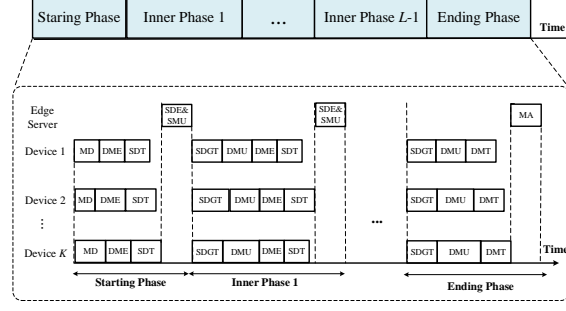 Staring Phase Inner Phase 1 ... Inner Phase L-1 Ending Phase
Time
Edge Server
SDE& SMU
SDE& SMU
MA
Device 1 MD DME SDT SDGT DMU DME SDT SDGT DMU DMT
Device 2 MD DME SDT SDGT DMU DME SDT SDGT DMU DMT
⋮
...
Device K MD DME SDT SDGT DMU DME SDT SDGT DMU DMT
Time
Starting Phase Inner Phase 1 Ending Phase